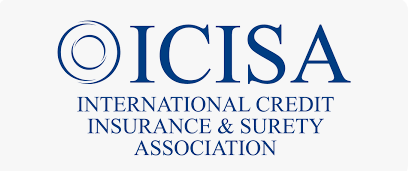 ICISA
INTERNATIONAL CREDIT
INSURANCE & SURETY
ASSOCIATION